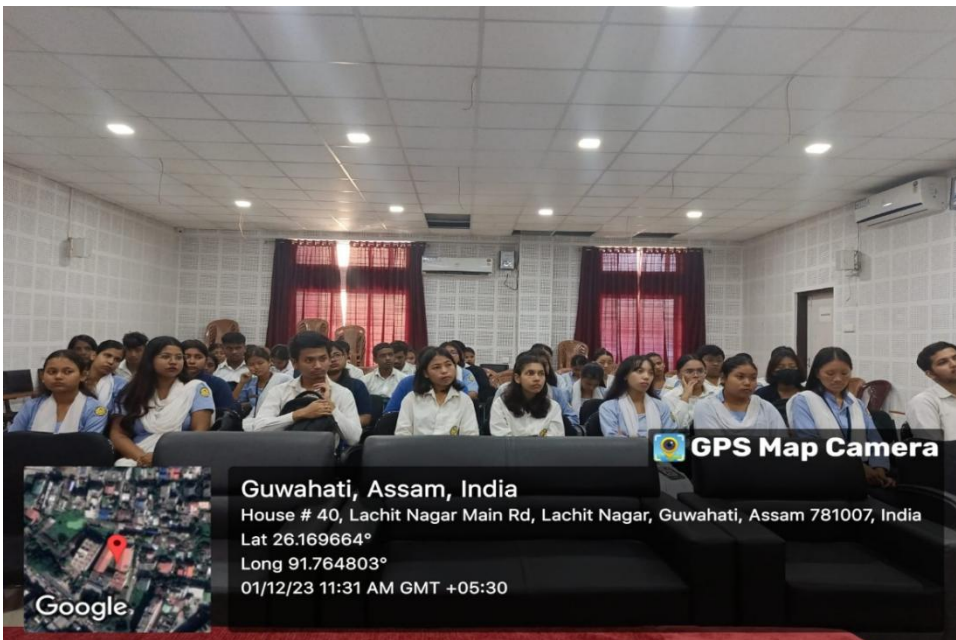 GPS Map Camera
Guwahati, Assam, India
House # 40, Lachit Nagar Main Rd, Lachit Nagar, Guwahati, Assam 781007, India
Lat 26.169664°
Long 91.764803°
01/12/23 11:31 AM GMT +05:30
Google